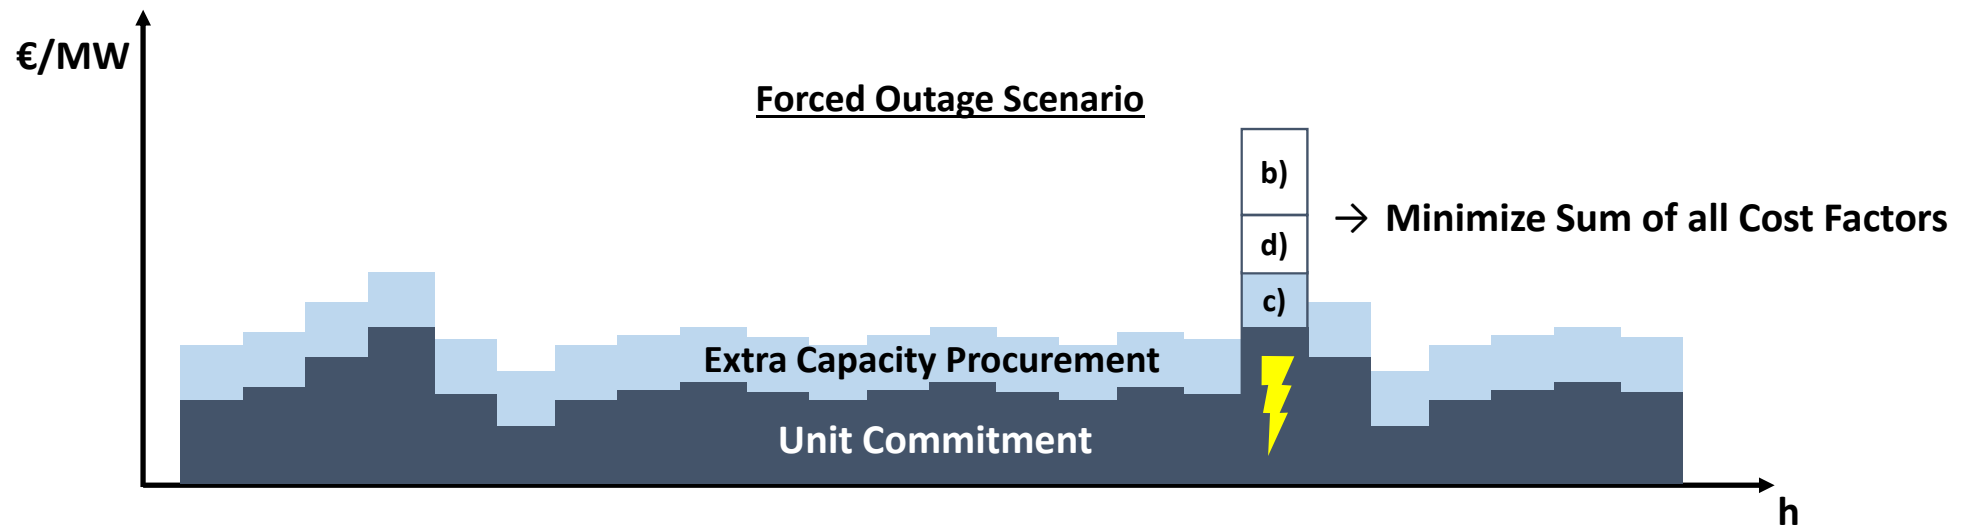 €/MW
Forced Outage Scenario
b)
→ Minimize Sum of all Cost Factors
d)
c)
Extra Capacity Procurement
Unit Commitment
h